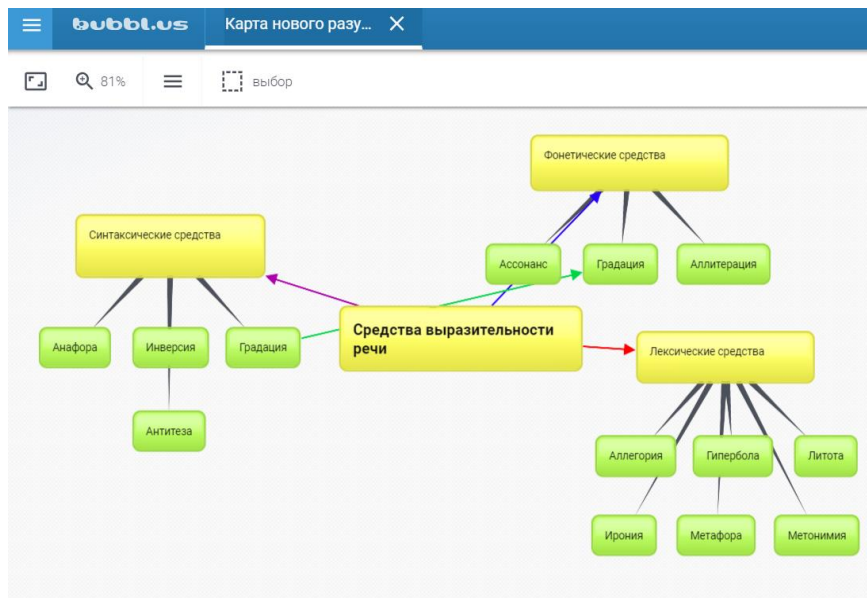 bubbl.us
Карта нового разу...
81%
выбор
Фонетические средства
Ассонанс
Градация
Аллитерация
Синтаксические средства
Анафора
Инверсия
Градация
Антитеза
Средства выразительности
речи
Лексические средства
Аллегория
Гипербола
Литота
Ирония
Метафора
Метонимия